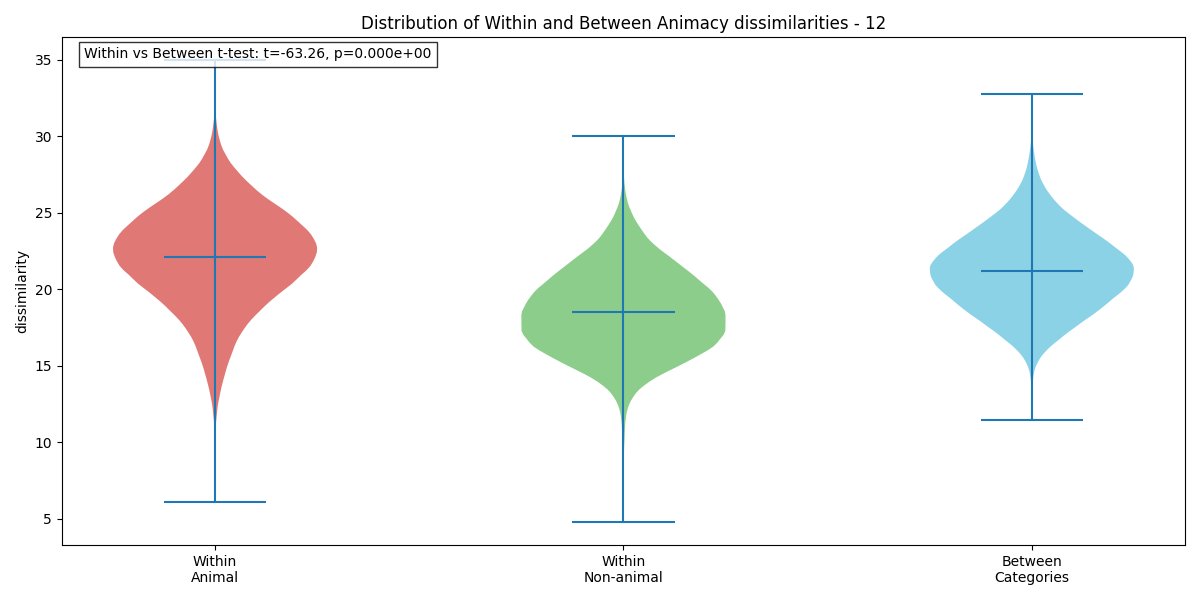 Distribution of Within and Between Animacy dissimilarities - 12
Within vs Between t-test: t=-63.26, p=0.000e+00
dissimilarity
35
30
25
20
15
10
5
Within
Animal
Within
Non-animal
Between
Categories